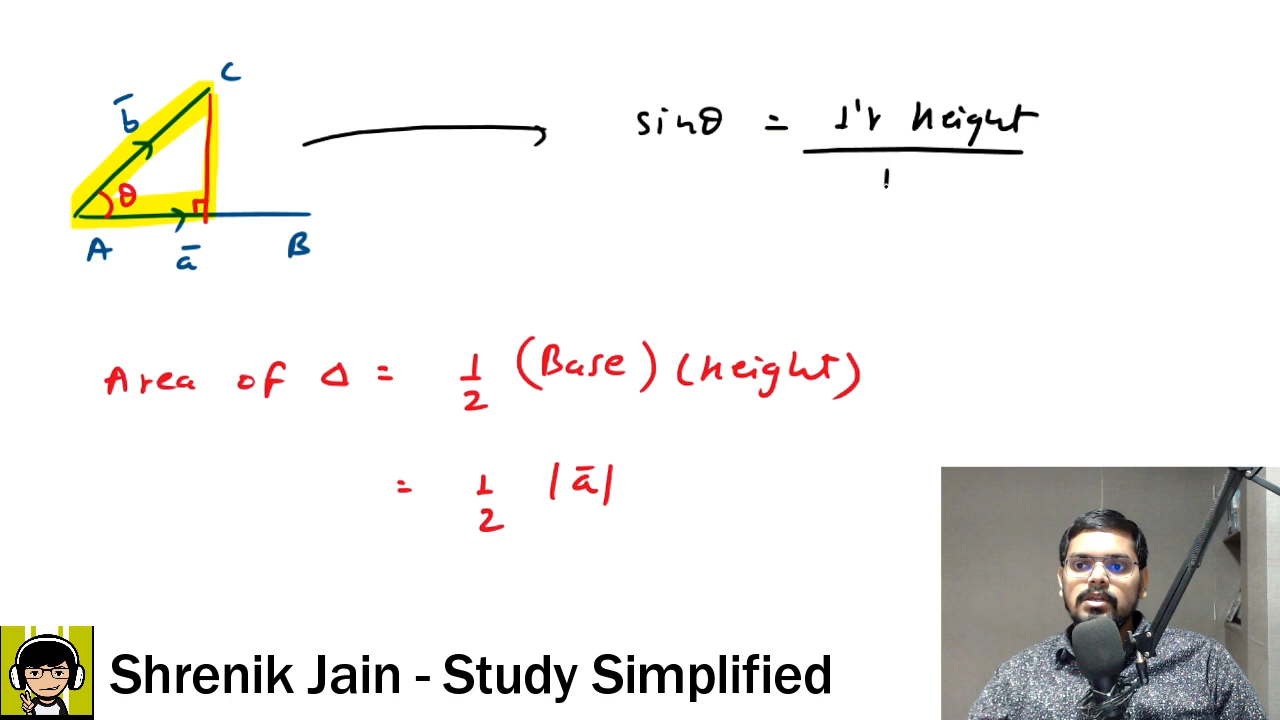 C
b̄
sinθ = ⊥'r height
θ
A
ā
B
Area of Δ = 1/2 (Base) (height)
= 1/2 |ā|
Shrenik Jain - Study Simplified